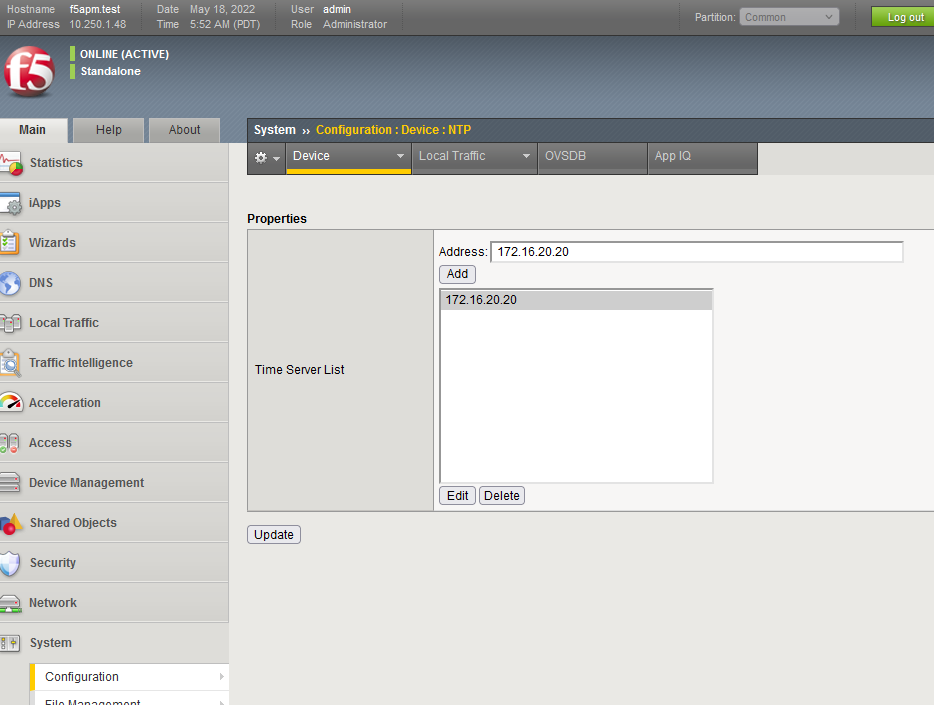 Hostname f5apm.test Date May 18, 2022 User admin
IP Address 10.250.1.48 Time 5:52 AM (PDT) Role Administrator
Partition: Common Log out
f5
ONLINE (ACTIVE)
Standalone
Main Help About
System ›› Configuration : Device : NTP
Device Local Traffic OVSDB App IQ
Statistics
iApps
Wizards
DNS
Local Traffic
Traffic Intelligence
Acceleration
Access
Device Management
Shared Objects
Security
Network
System
Configuration
File Management
Properties
Time Server List
Address: 172.16.20.20
Add
172.16.20.20
Edit Delete
Update